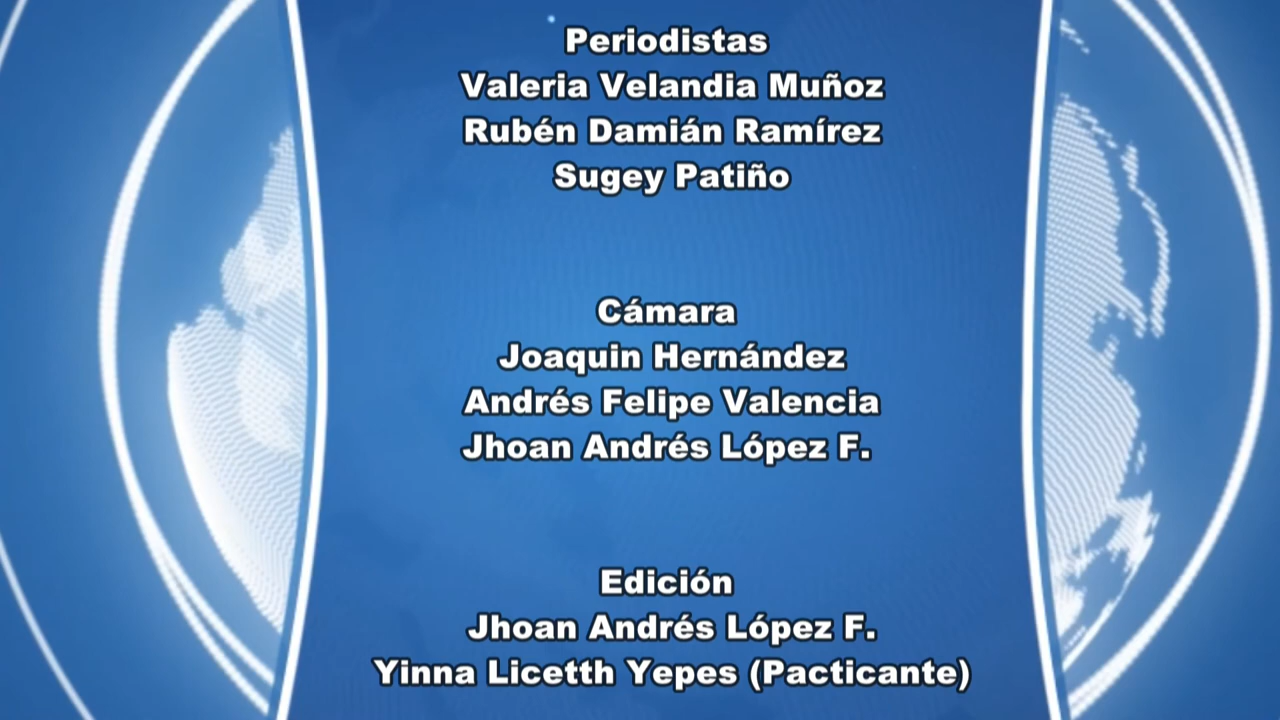 Periodistas
Valeria Velandia Muñoz
Rubén Damián Ramírez
Sugey Patiño
Cámara
Joaquin Hernández
Andrés Felipe Valencia
Jhoan Andrés López F.
Edición
Jhoan Andrés López F.
Yinna Licetth Yepes (Pacticante)